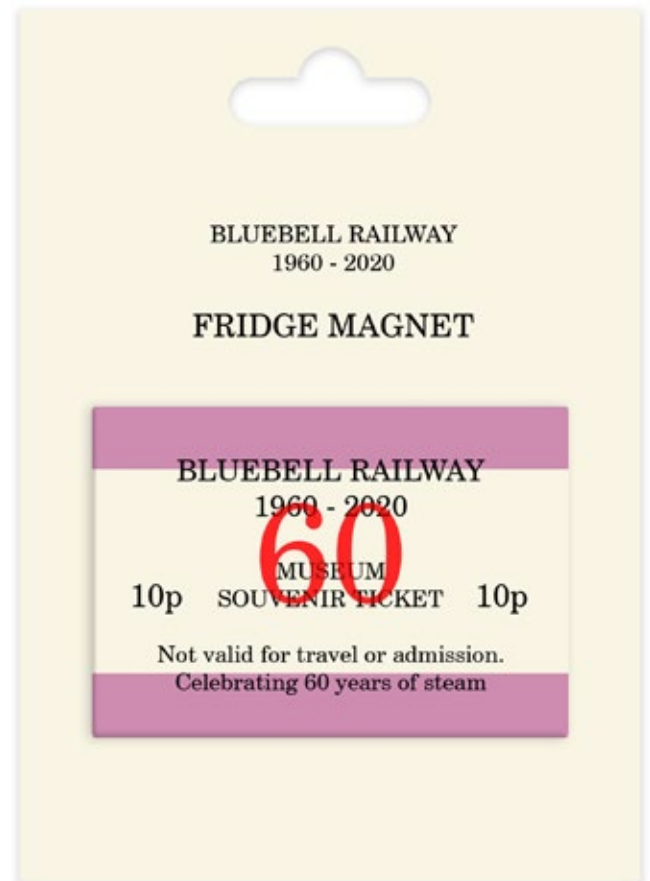 BLUEBELL RAILWAY
1960 - 2020
FRIDGE MAGNET
BLUEBELL RAILWAY
1960 - 2020
60
MUSEUM
10p SOUVENIR TICKET 10p
Not valid for travel or admission.
Celebrating 60 years of steam